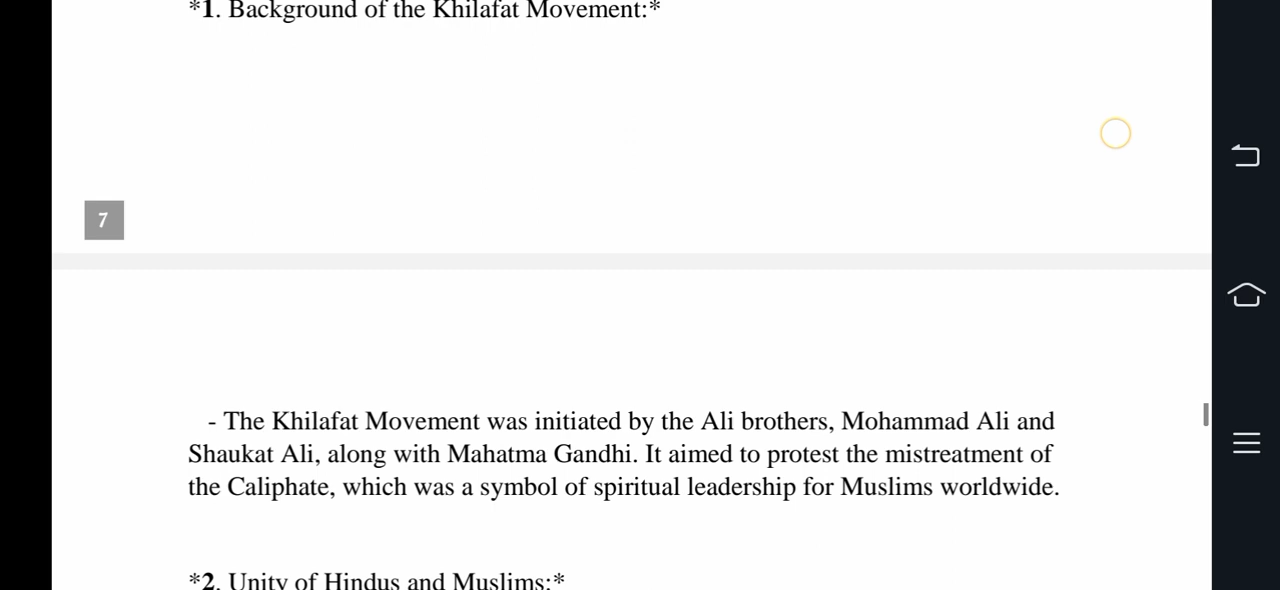 *1. Background of the Khilafat Movement:*
7
- The Khilafat Movement was initiated by the Ali brothers, Mohammad Ali and
Shaukat Ali, along with Mahatma Gandhi. It aimed to protest the mistreatment of
the Caliphate, which was a symbol of spiritual leadership for Muslims worldwide.
*2. Unity of Hindus and Muslims:*